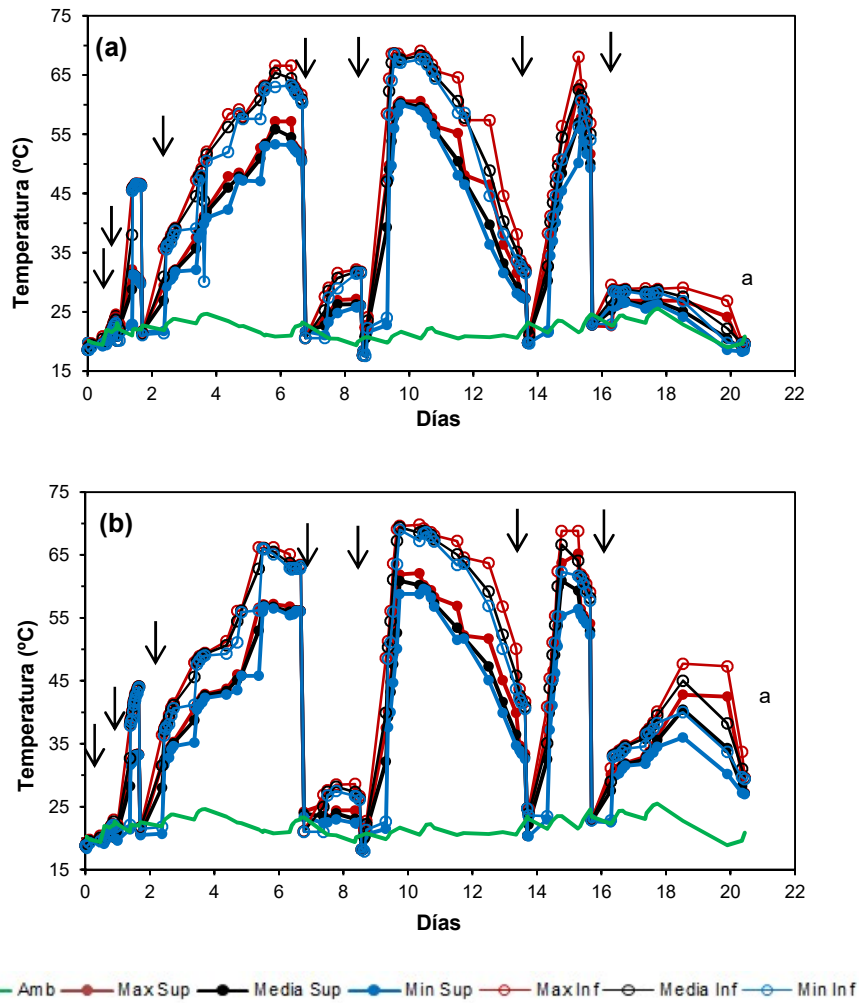 75
(a)
65
55
45
35
25
15
Temperatura (ºC)
a
0 2 4 6 8 10 12 14 16 18 20 22
Días
75
(b)
65
55
45
35
25
15
Temperatura (ºC)
a
0 2 4 6 8 10 12 14 16 18 20 22
Días
Amb Max Sup Media Sup Min Sup Max Inf Media Inf Min Inf